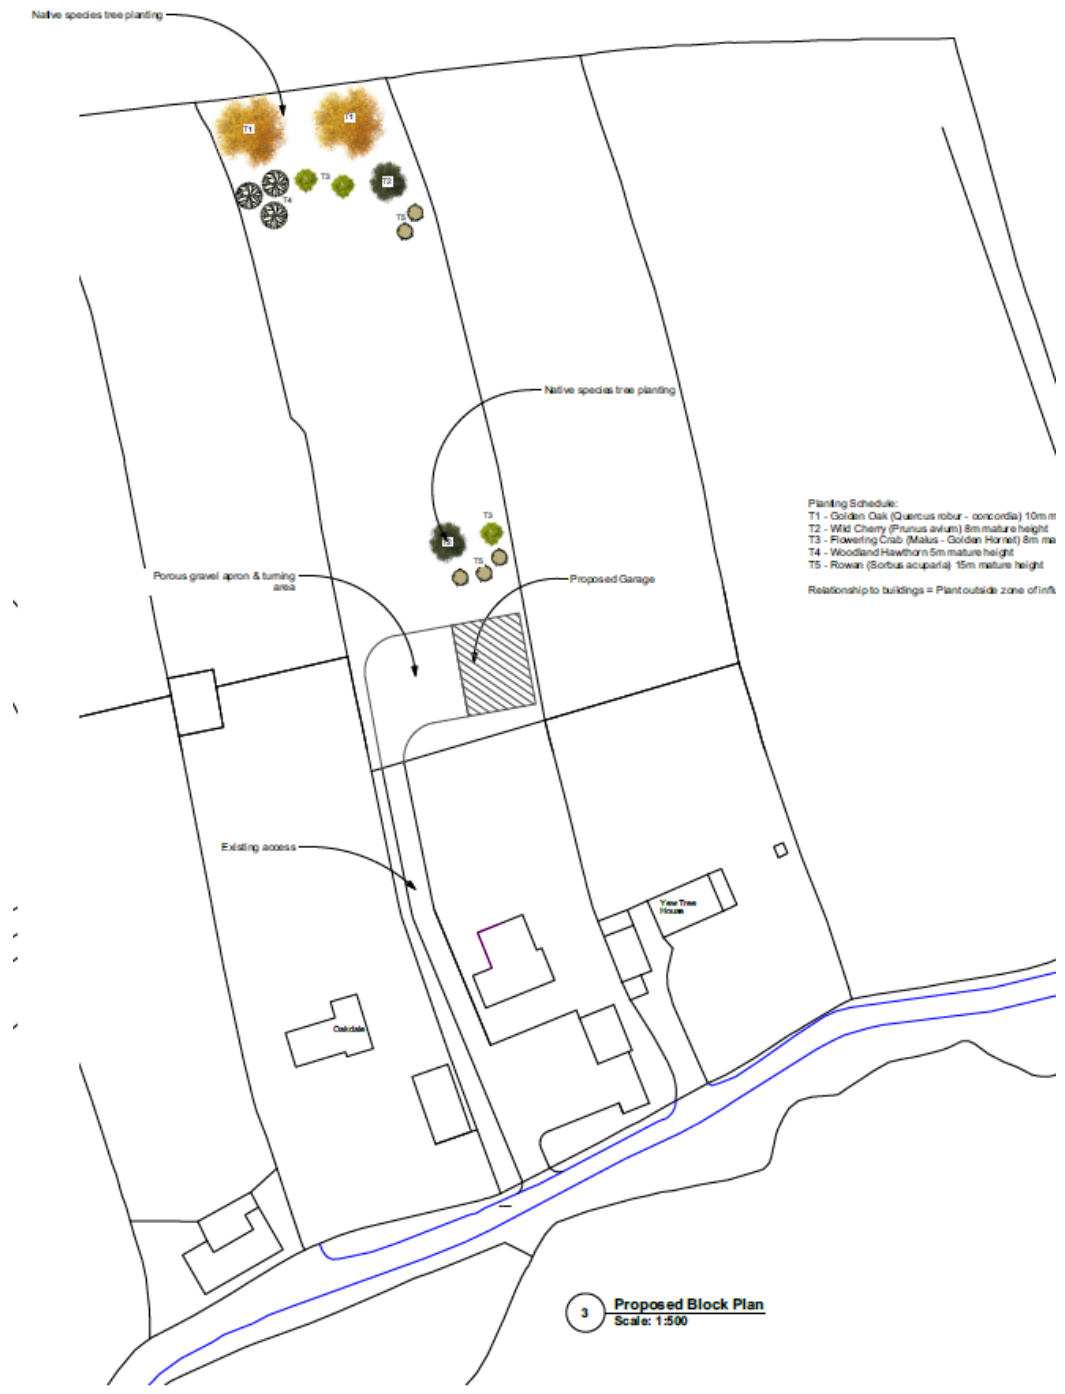 Native species tree planting
T1
T1
T3
T2
T4
T5
Native species tree planting
Planting Schedule:
T1 - Golden Oak (Quercus robur - concordia) 10m m
T2 - Wild Cherry (Prunus avium) 8m mature height
T3 - Flowering Crab (Malus - Golden Hornet) 8m ma
T4 - Woodland Hawthorn 5m mature height
T5 - Rowan (Sorbus acuparia) 15m mature height
Relationship to buildings = Plant outside zone of influ
T3
T5
Porous gravel apron & turning
area
Proposed Garage
Existing access
Yew Tree
House
Oakdale
3
Proposed Block Plan
Scale: 1:500